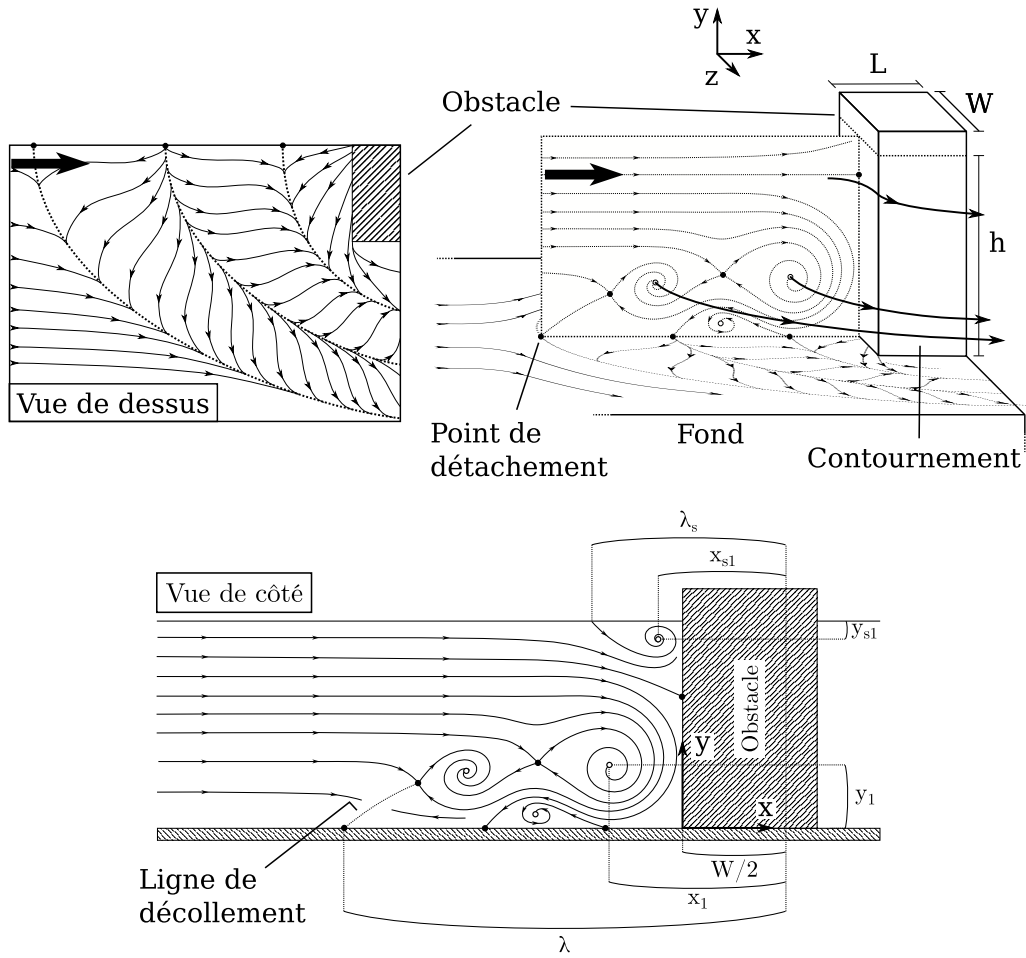 y
x
z
L
W
Obstacle
h
Vue de dessus
Point de
détachement
Fond
Contournement
λs
xs1
Vue de côté
ys1
Obstacle
y
x
y1
W/2
x1
Ligne de
décollement
λ